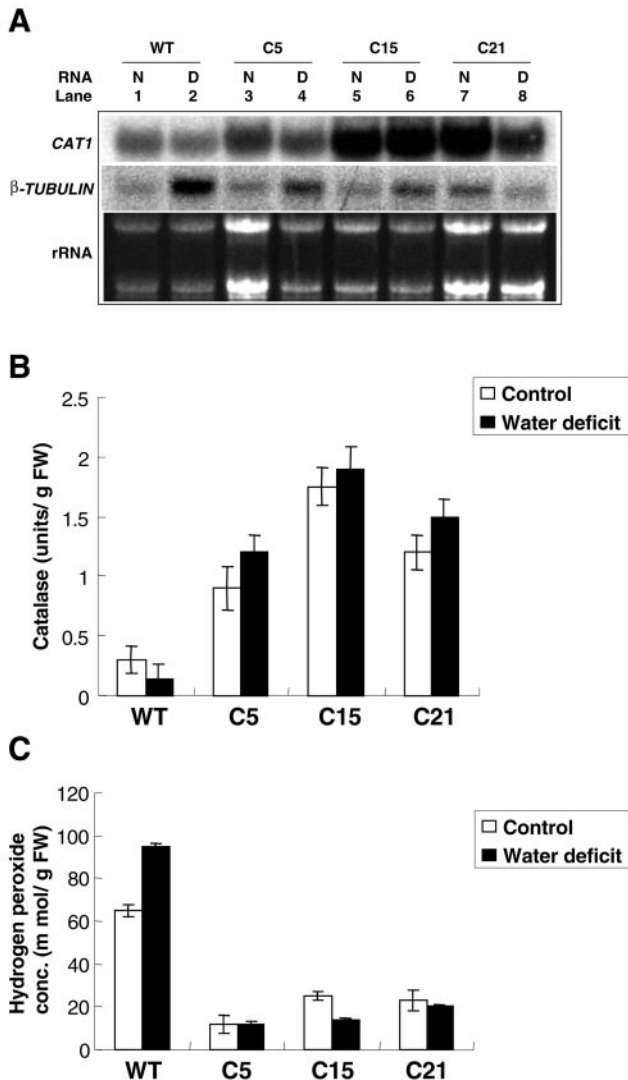 A
WT C5 C15 C21
RNA N D N D N D N D
Lane 1 2 3 4 5 6 7 8
CAT1
β-TUBULIN
rRNA
B
Control
Water deficit
Catalase (units/ g FW)
2.5
2
1.5
1
0.5
0
WT C5 C15 C21
C
Control
Water deficit
Hydrogen peroxide
conc. (m mol/ g FW)
120
100
80
60
40
20
0
WT C5 C15 C21